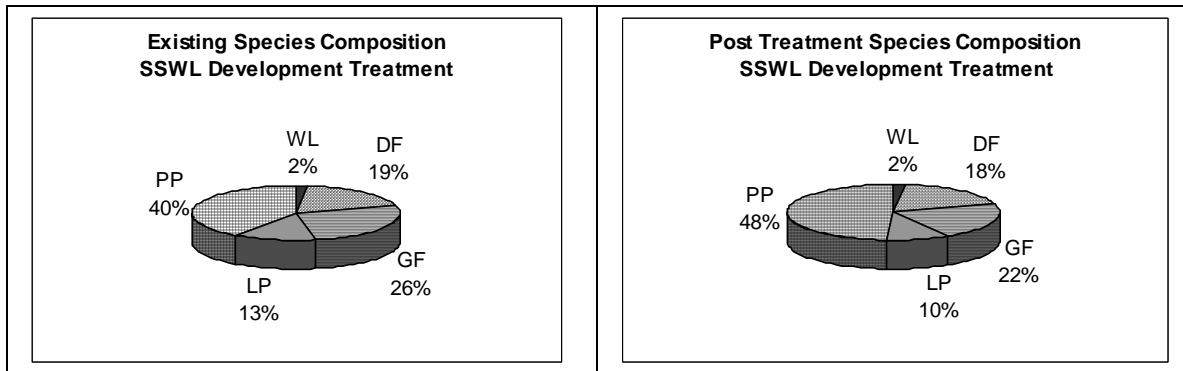 Existing Species Composition
SSWL Development Treatment
WL
2%
DF
19%
PP
40%
GF
26%
LP
13%
Post Treatment Species Composition
SSWL Development Treatment
WL
2%
DF
18%
PP
48%
GF
22%
LP
10%